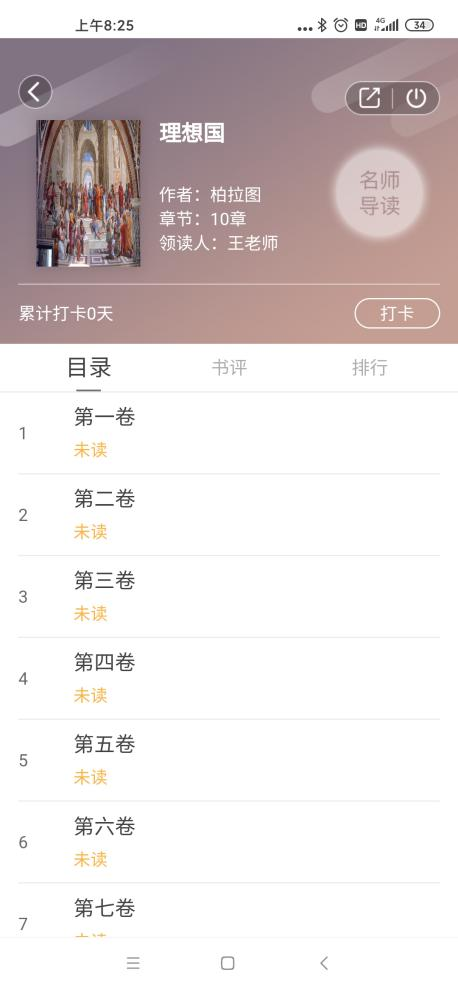 上午8:25
HD
4G
34
理想国
作者：柏拉图
章节：10章
领读人：王老师
名师
导读
累计打卡0天
打卡
目录
书评
排行
1
第一卷
未读
2
第二卷
未读
3
第三卷
未读
4
第四卷
未读
5
第五卷
未读
6
第六卷
未读
7
第七卷